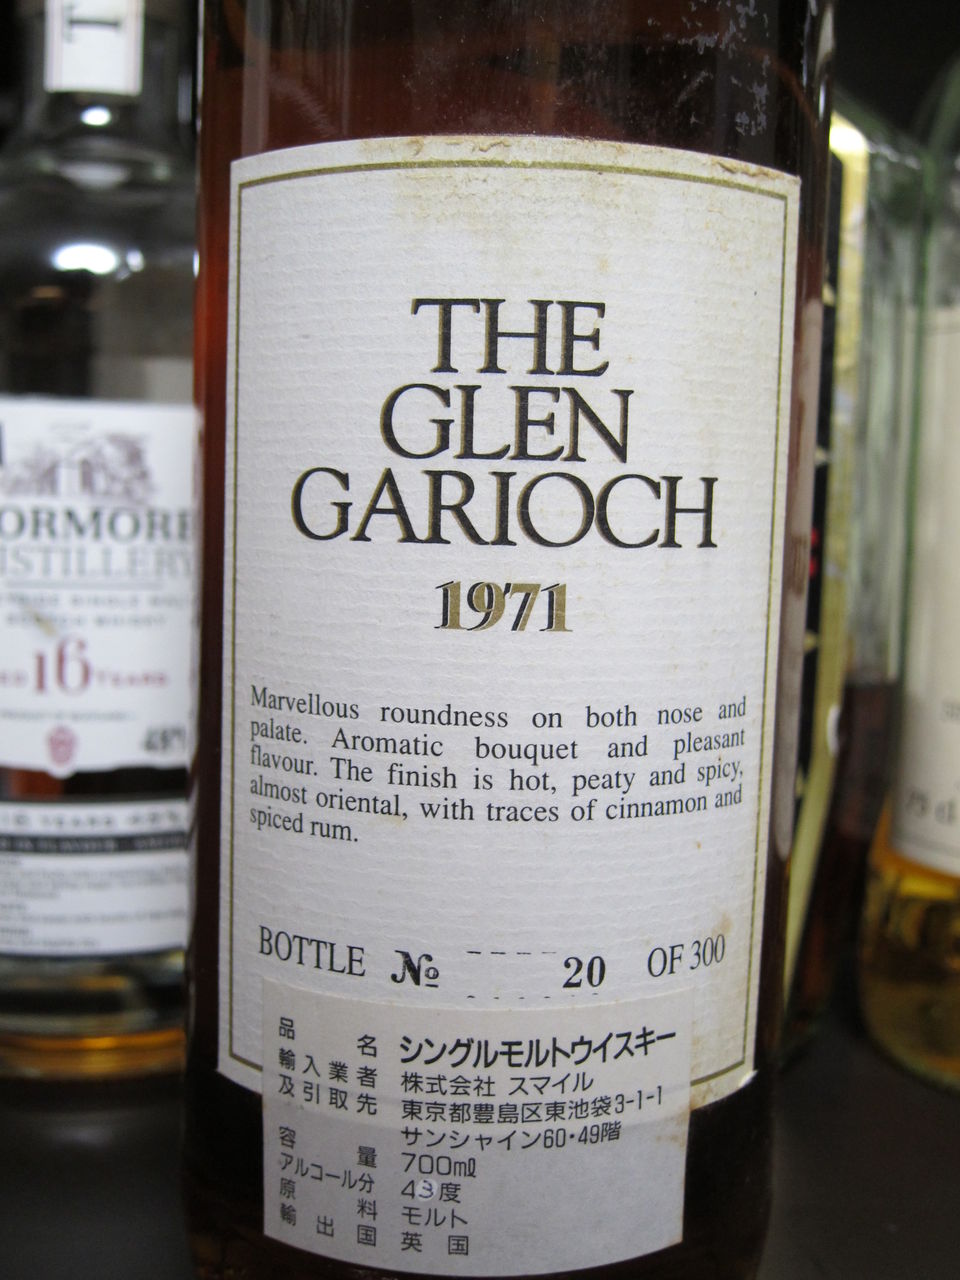 THE
GLEN
GARIOCH
1971
Marvellous roundness on both nose and
palate. Aromatic bouquet and pleasant
flavour. The finish is hot, peaty and spicy,
almost oriental, with traces of cinnamon and
spiced rum.
BOTTLE № 20 OF 300
品名 シングルモルトウイスキー
輸入業者 株式会社 スマイル
及引取先 東京都豊島区東池袋3-1-1
サンシャイン60・49階
容量 700㎖
アルコール分 43度
原料 モルト
輸出国 英国
ORMORE
ISTILLERY
16 YEARS